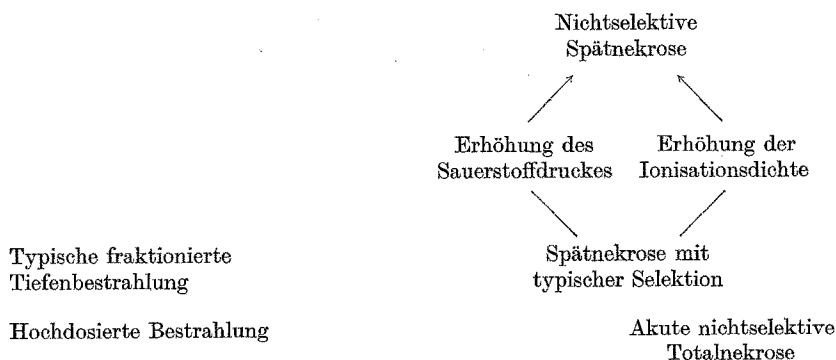 Nichtselektive
Spätnekrose
Erhöhung des
Sauerstoffdruckes
Erhöhung der
Ionisationsdichte
Typische fraktionierte
Tiefenbestrahlung
Spätnekrose mit
typischer Selektion
Hochdosierte Bestrahlung
Akute nichtselektive
Totalnekrose